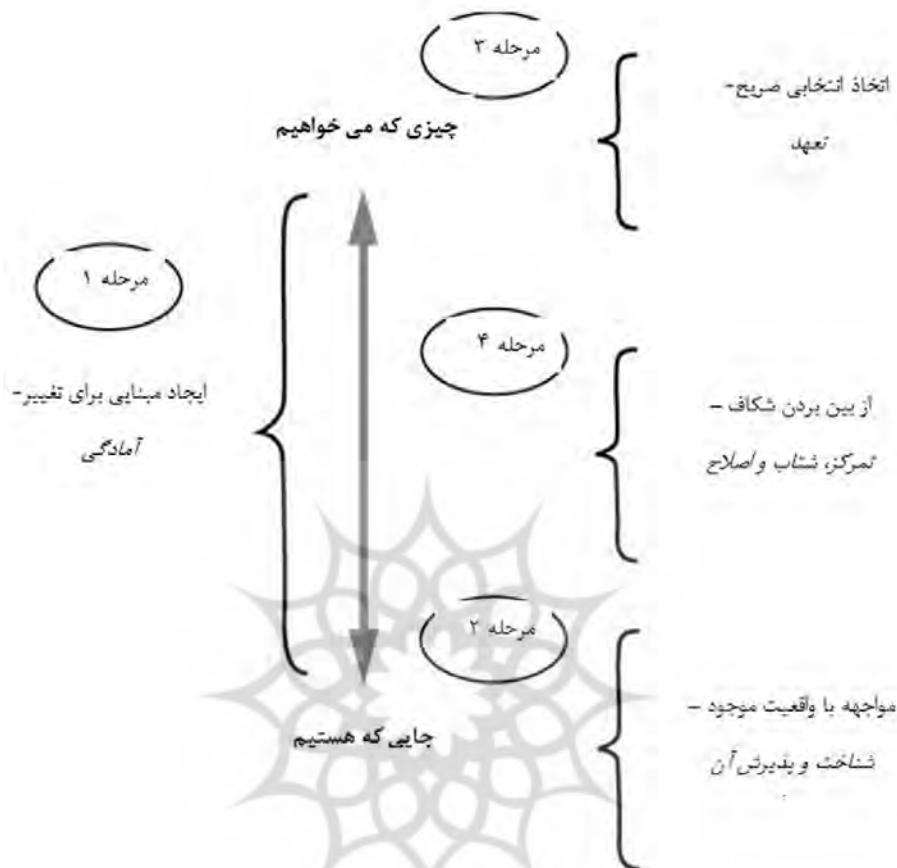 مرحله ۳
اتخاذ انتخابی صریح-
تعهد
چیزی که می خواهیم
مرحله ۱
ایجاد مبنایی برای تغییر-
آمادگی
مرحله ۴
از بین بردن شکاف –
تمرکز، شتاب و اصلاح
مرحله ۲
مواجهه با واقعیت موجود –
شناخت و پذیرش آن
جایی که هستیم